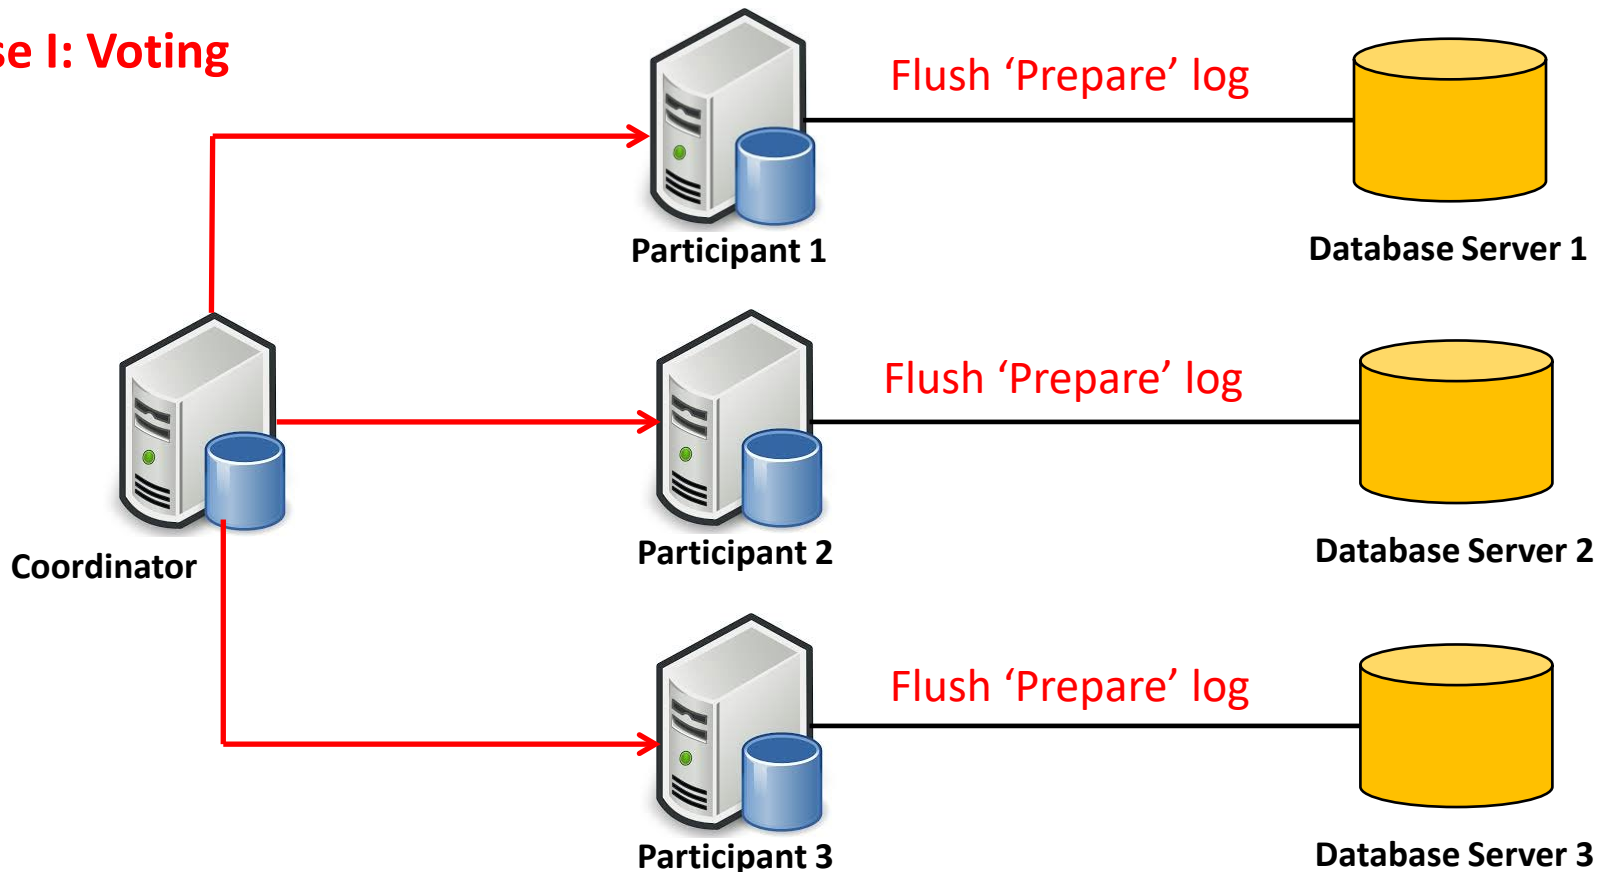 se I: Voting
Flush ‘Prepare’ log
Participant 1
Database Server 1
Flush ‘Prepare’ log
Coordinator
Participant 2
Database Server 2
Flush ‘Prepare’ log
Participant 3
Database Server 3